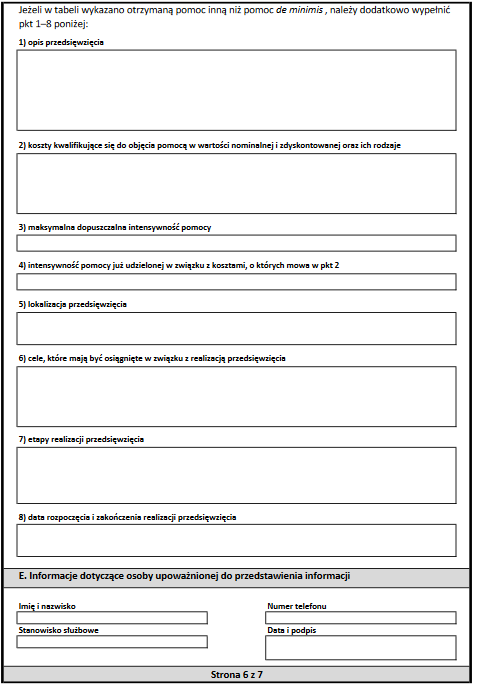 Jeżeli w tabeli wykazano otrzymaną pomoc inną niż pomoc de minimis , należy dodatkowo wypełnić
pkt 1–8 poniżej:
1) opis przedsięwzięcia
2) koszty kwalifikujące się do objęcia pomocą w wartości nominalnej i zdyskontowanej oraz ich rodzaje
3) maksymalna dopuszczalna intensywność pomocy
4) intensywność pomocy już udzielonej w związku z kosztami, o których mowa w pkt 2
5) lokalizacja przedsięwzięcia
6) cele, które mają być osiągnięte w związku z realizacją przedsięwzięcia
7) etapy realizacji przedsięwzięcia
8) data rozpoczęcia i zakończenia realizacji przedsięwzięcia
E. Informacje dotyczące osoby upoważnionej do przedstawienia informacji
Imię i nazwisko
Numer telefonu
Stanowisko służbowe
Data i podpis
Strona 6 z 7